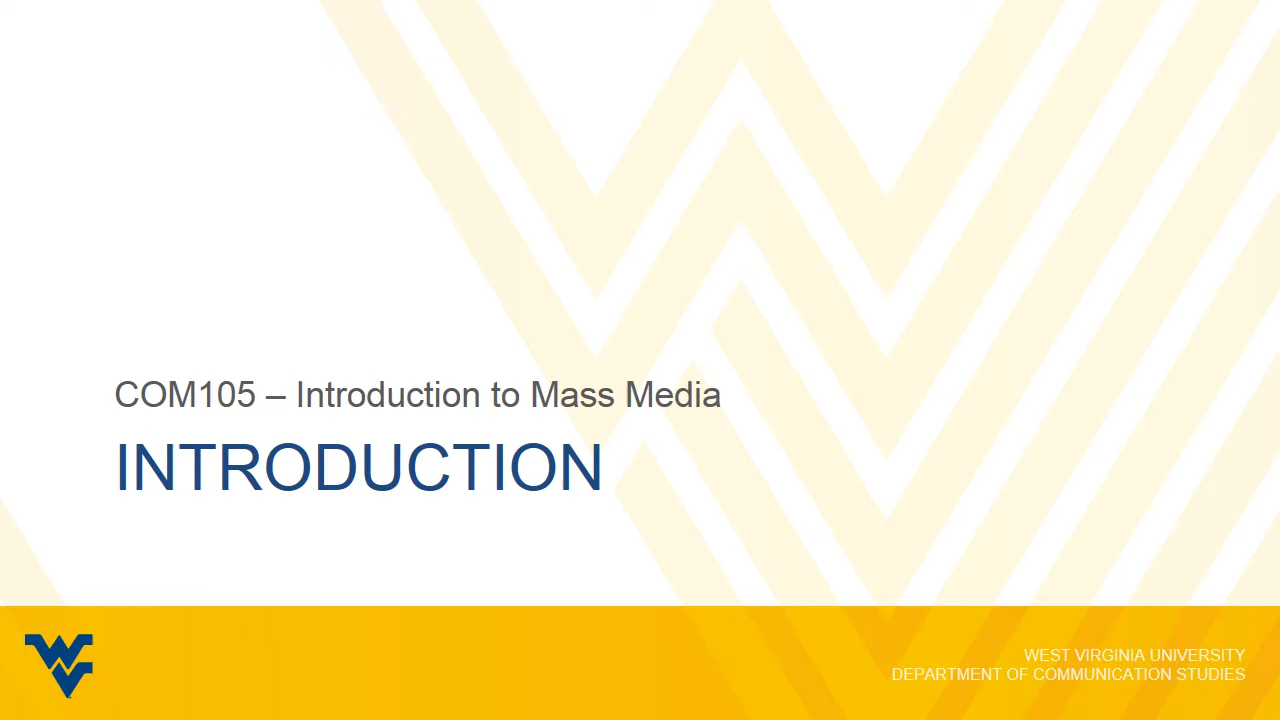 COM105 – Introduction to Mass Media
INTRODUCTION
WEST VIRGINIA UNIVERSITY
DEPARTMENT OF COMMUNICATION STUDIES